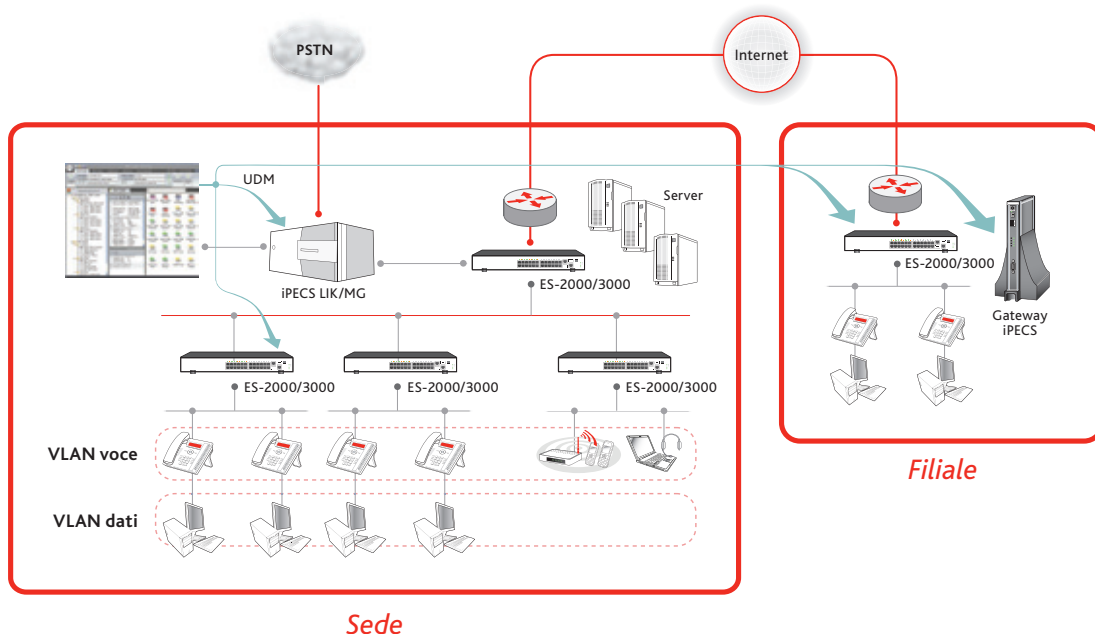 PSTN
Internet
UDM
Server
iPECS LIK/MG
ES-2000/3000
ES-2000/3000
Gateway
iPECS
ES-2000/3000
ES-2000/3000
ES-2000/3000
VLAN voce
VLAN dati
Filiale
Sede